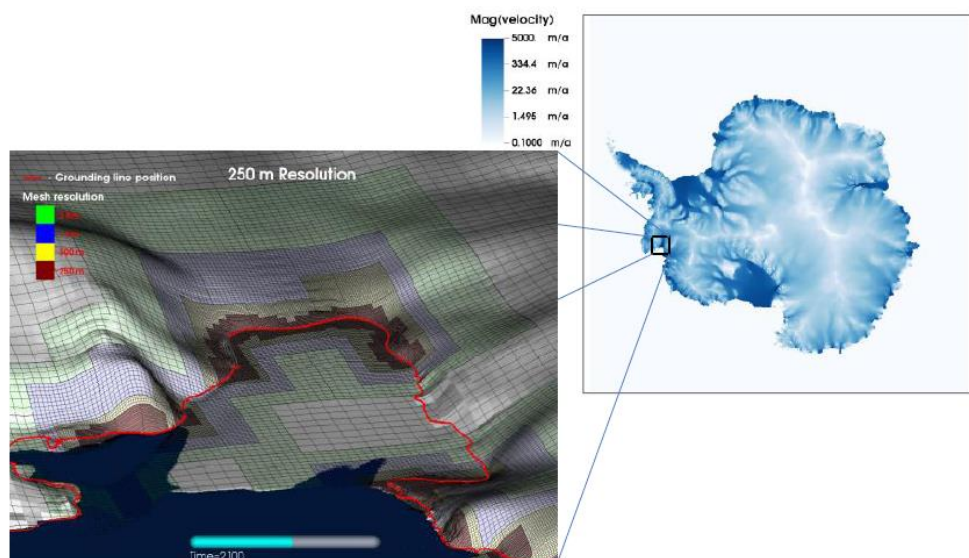 Mag(velocity)
5000. m/a
334.4 m/a
22.36 m/a
1.495 m/a
0.1000 m/a
- Grounding line position
250 m Resolution
Mesh resolution
Time=2100